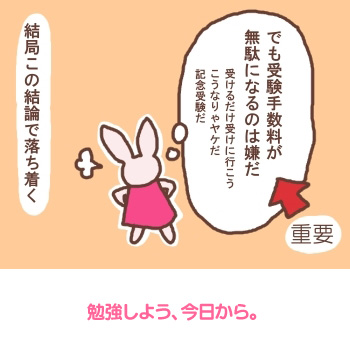 でも受験手数料が
無駄になるのは嫌だ
受けるだけ受けに行こう
こうなりゃヤケだ
記念受験だ
重要
結局この結論で落ち着く
勉強しよう、今日から。